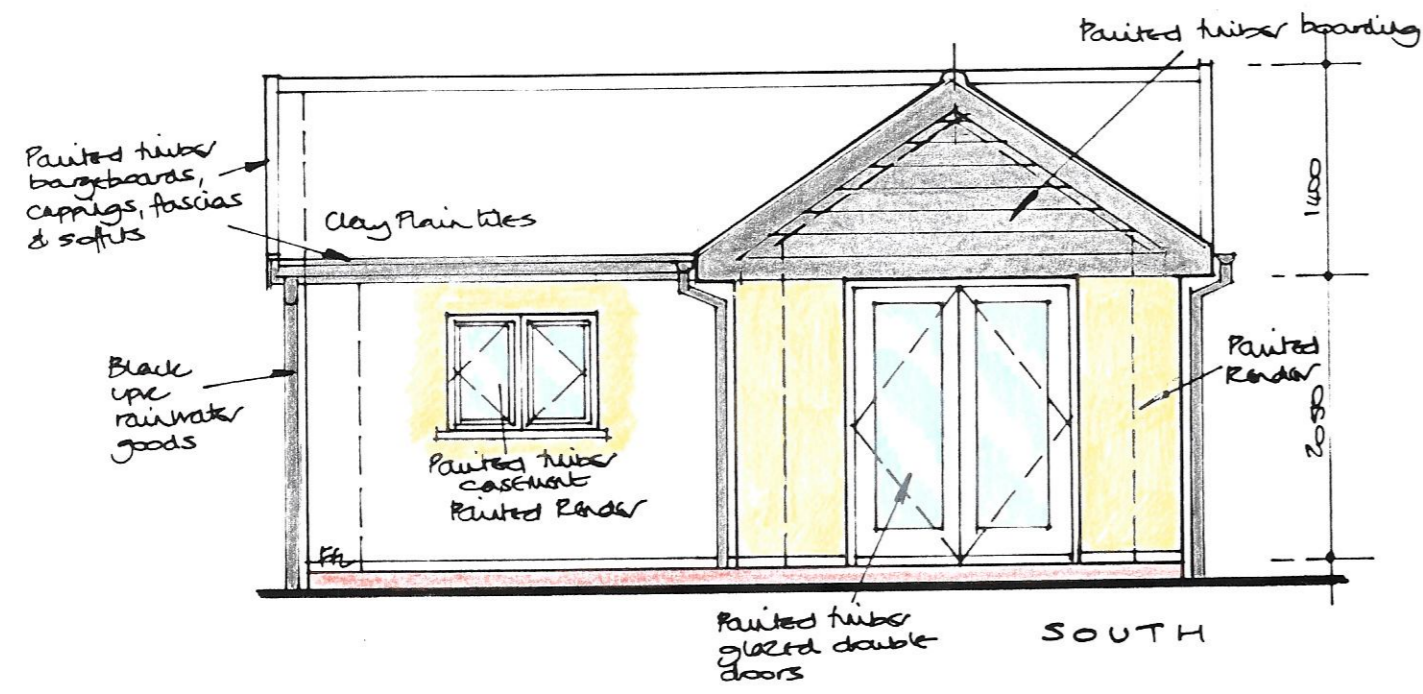 Painted timber boarding
Painted timber
bargeboards,
cappings, fascias
& soffits
Clay Plain tiles
1400
Black
upvc
rainwater
goods
Painted
Render
2050
Painted timber
casement
Painted Render
FFL
Painted timber
glazed double
doors
SOUTH